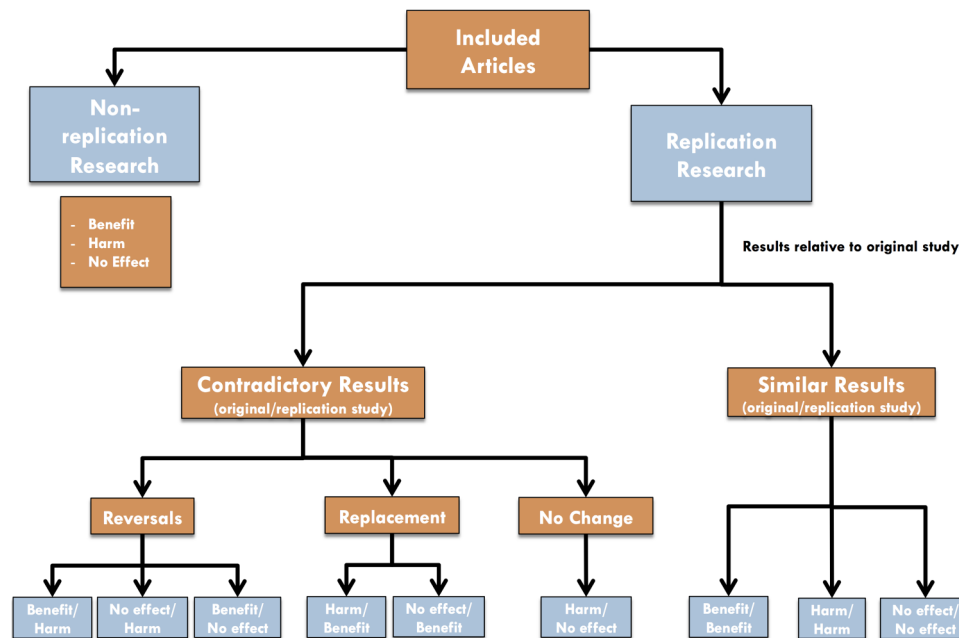 Included
Articles
Non-
replication
Research
Replication
Research
- Benefit
- Harm
- No Effect
Results relative to original study
Contradictory Results
(original/replication study)
Similar Results
(original/replication study)
Reversals
Replacement
No Change
Benefit/
Harm
No effect/
Harm
Benefit/
No effect
Harm/
Benefit
No effect/
Benefit
Harm/
No effect
Benefit/
Benefit
Harm/
Harm
No effect/
No effect